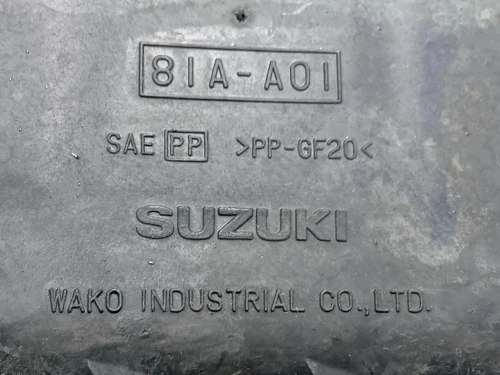 81A-A01
SAE PP >PP-GF20<
SUZUKI
WAKO INDUSTRIAL CO.,LTD.